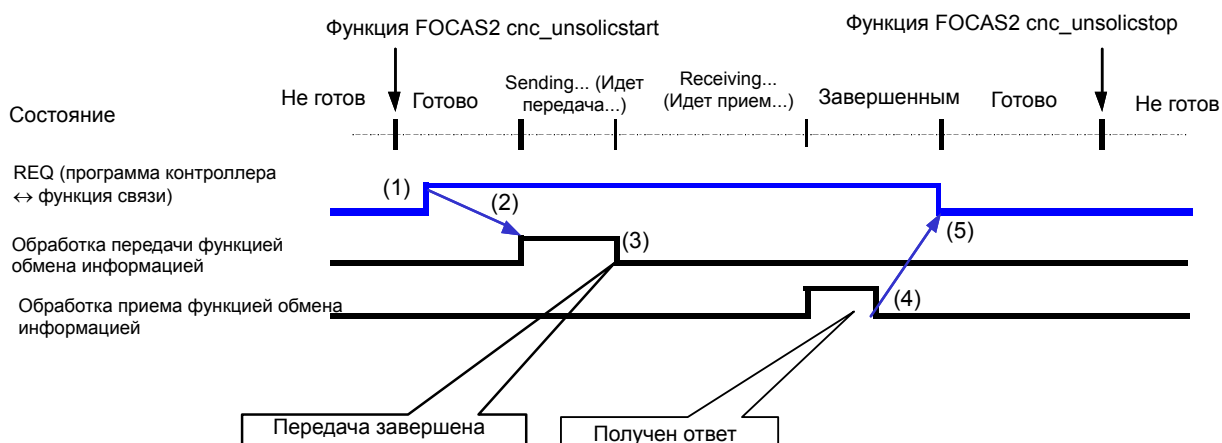 Функция FOCAS2 cnc_unsolicstart
Функция FOCAS2 cnc_unsolicstop
Состояние
Не готов
Готово
Sending... (Идет
передача...)
Receiving...
(Идет прием...)
Завершенным
Готово
Не готов
REQ (программа контроллера
↔ функция связи)
(1)
(2)
Обработка передачи функцией
обмена информацией
(3)
(5)
Обработка приема функцией обмена
информацией
(4)
Передача завершена
Получен ответ